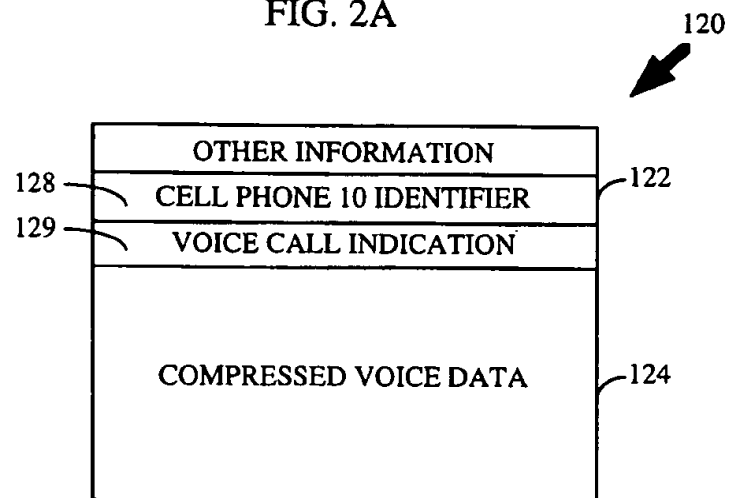 FIG. 2A
120
OTHER INFORMATION
128
CELL PHONE 10 IDENTIFIER
122
129
VOICE CALL INDICATION
COMPRESSED VOICE DATA
124